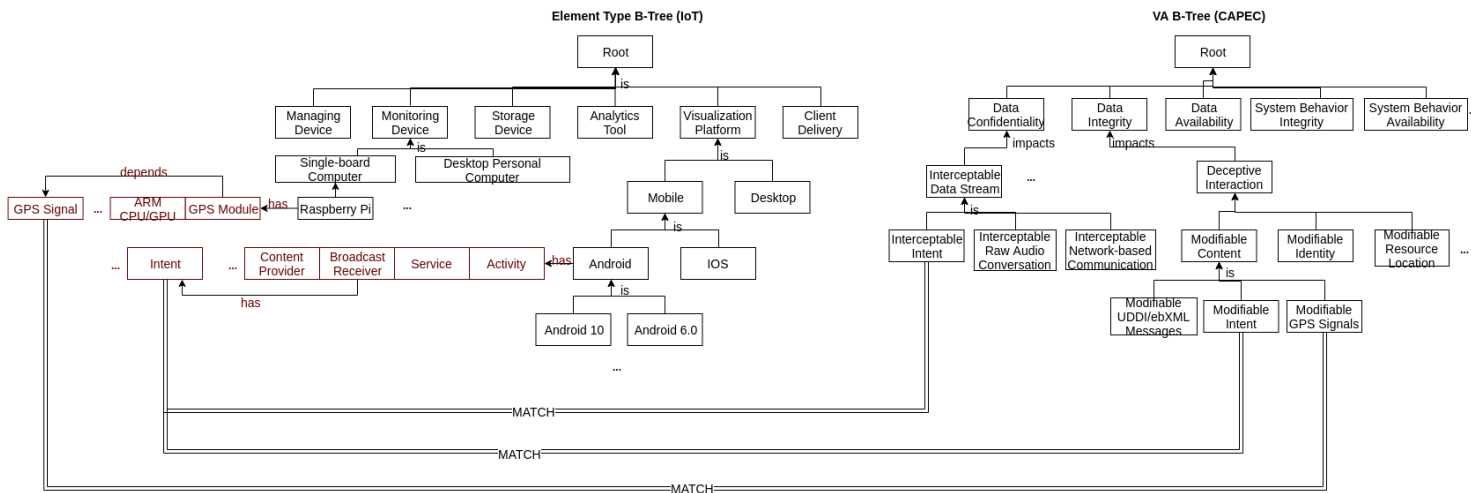 Element Type B-Tree (IoT)
VA B-Tree (CAPEC)
Root
is
Managing
Device
Monitoring
Device
Storage
Device
Analytics
Tool
Visualization
Platform
Client
Delivery
is
Single-board
Computer
Desktop Personal
Computer
is
depends
GPS Signal
...
ARM
CPU/GPU
GPS Module
has
Raspberry Pi
...
Mobile
Desktop
is
...
Intent
...
Content
Provider
Broadcast
Receiver
Service
Activity
has
Android
IOS
has
is
Android 10
Android 6.0
...
Root
is
Data
Confidentiality
Data
Integrity
Data
Availability
System Behavior
Integrity
System Behavior
Availability
impacts
impacts
Interceptable
Data Stream
...
Deceptive
Interaction
is
Interceptable
Intent
Interceptable
Raw Audio
Conversation
Interceptable
Network-based
Communication
Modifiable
Content
Modifiable
Identity
Modifiable
Resource
Location
...
is
Modifiable
UDDI/ebXML
Messages
Modifiable
Intent
Modifiable
GPS Signals
MATCH
MATCH
MATCH